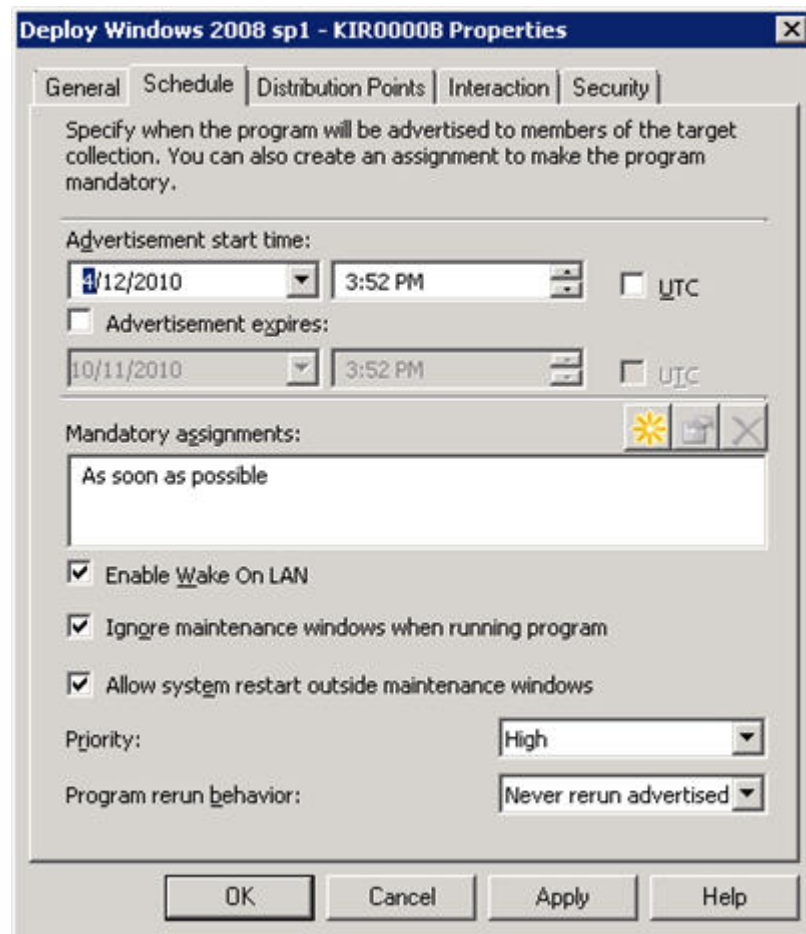 Deploy Windows 2008 sp1 - KIR0000B Properties
General Schedule Distribution Points Interaction Security
Specify when the program will be advertised to members of the target
collection. You can also create an assignment to make the program
mandatory.
Advertisement start time:
4/12/2010 3:52 PM UTC
Advertisement expires:
10/11/2010 3:52 PM UTC
Mandatory assignments:
As soon as possible
Enable Wake On LAN
Ignore maintenance windows when running program
Allow system restart outside maintenance windows
Priority: High
Program rerun behavior: Never rerun advertised
OK Cancel Apply Help